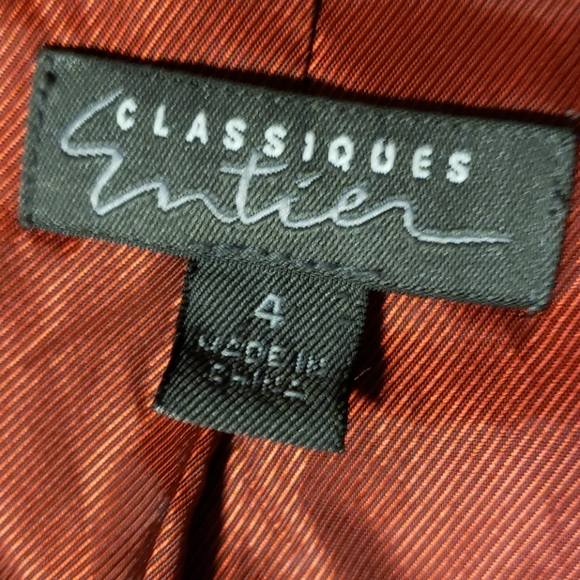 CLASSIQUES
Entier
4
MADE IN
CHINA